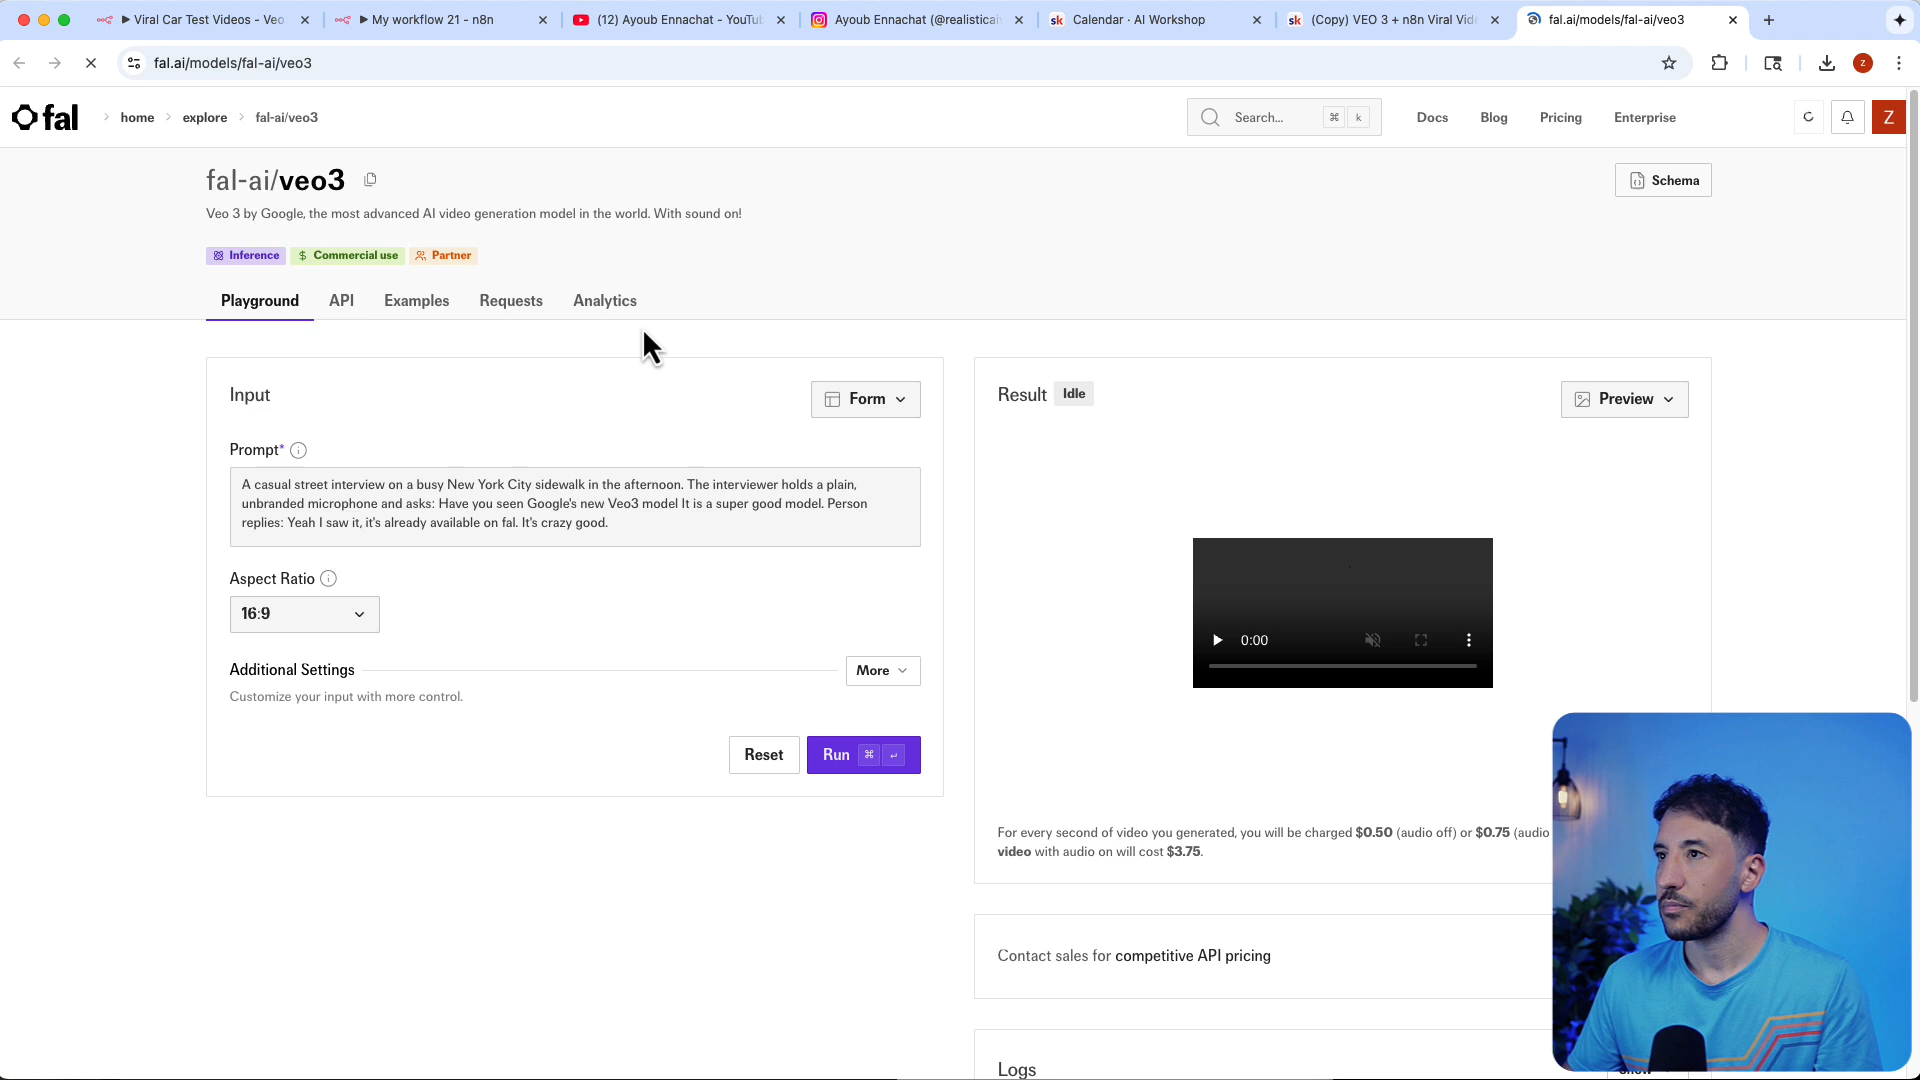 Viral Car Test Videos - Veo
My workflow 21 - n8n
(12) Ayoub Ennachat - YouTu
Ayoub Ennachat (@realisticai
sk Calendar · AI Workshop
sk (Copy) VEO 3 + n8n Viral Vid
fal.ai/models/fal-ai/veo3
fal.ai/models/fal-ai/veo3
z
fal
home
explore
fal-ai/veo3
Search...
⌘ k
Docs
Blog
Pricing
Enterprise
Z
fal-ai/veo3
Schema
Veo 3 by Google, the most advanced AI video generation model in the world. With sound on!
Inference
Commercial use
Partner
Playground
API
Examples
Requests
Analytics
Input
Form
Prompt*
A casual street interview on a busy New York City sidewalk in the afternoon. The interviewer holds a plain,
unbranded microphone and asks: Have you seen Google's new Veo3 model It is a super good model. Person
replies: Yeah I saw it, it's already available on fal. It's crazy good.
Aspect Ratio
16:9
Additional Settings
More
Customize your input with more control.
Reset
Run ⌘ ↵
Result
Idle
Preview
0:00
For every second of video you generated, you will be charged $0.50 (audio off) or $0.75 (audio
video with audio on will cost $3.75.
Contact sales for competitive API pricing
Logs